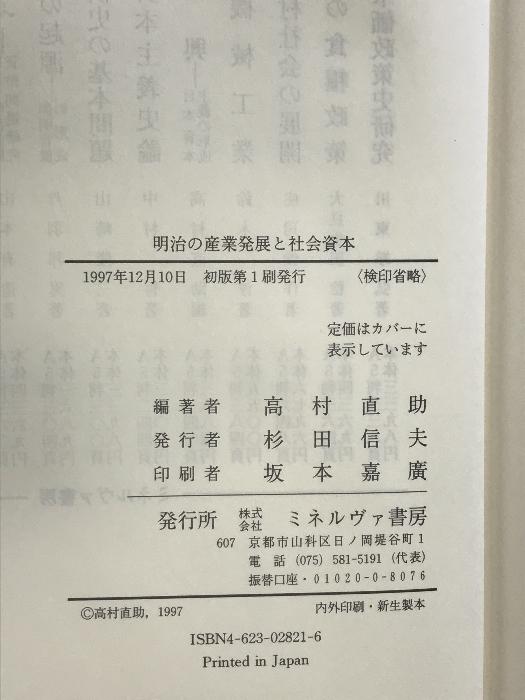 明治の産業発展と社会資本
1997年12月10日 初版第1刷発行 〈検印省略〉
定価はカバーに
表示しています
編著者 高村直助
発行者 杉田信夫
印刷者 坂本嘉廣
発行所 株式会社 ミネルヴァ書房
607 京都市山科区日ノ岡堤谷町1
電話 (075) 581-5191 (代表)
振替口座・01020-0-8076
©高村直助, 1997 内外印刷・新生製本
ISBN4-623-02821-6
Printed in Japan